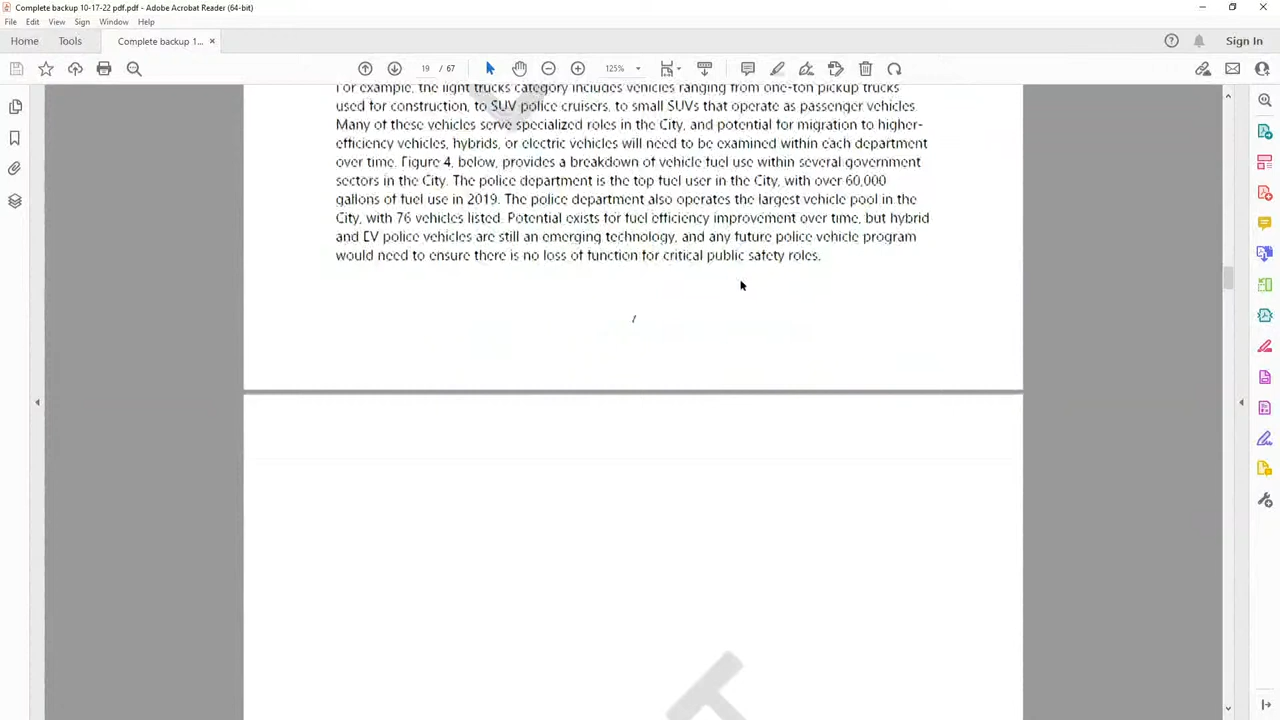 Complete backup 10-17-22 pdf.pdf - Adobe Acrobat Reader (64-bit)
File Edit View Sign Window Help
Home Tools Complete backup 1... × Sign In
19 / 67 125%
For example, the light trucks category includes vehicles ranging from one-ton pickup trucks
used for construction, to SUV police cruisers, to small SUVs that operate as passenger vehicles.
Many of these vehicles serve specialized roles in the City, and potential for migration to higher-
efficiency vehicles, hybrids, or electric vehicles will need to be examined within each department
over time. Figure 4, below, provides a breakdown of vehicle fuel use within several government
sectors in the City. The police department is the top fuel user in the City, with over 60,000
gallons of fuel use in 2019. The police department also operates the largest vehicle pool in the
City, with 76 vehicles listed. Potential exists for fuel efficiency improvement over time, but hybrid
and EV police vehicles are still an emerging technology, and any future police vehicle program
would need to ensure there is no loss of function for critical public safety roles.
T